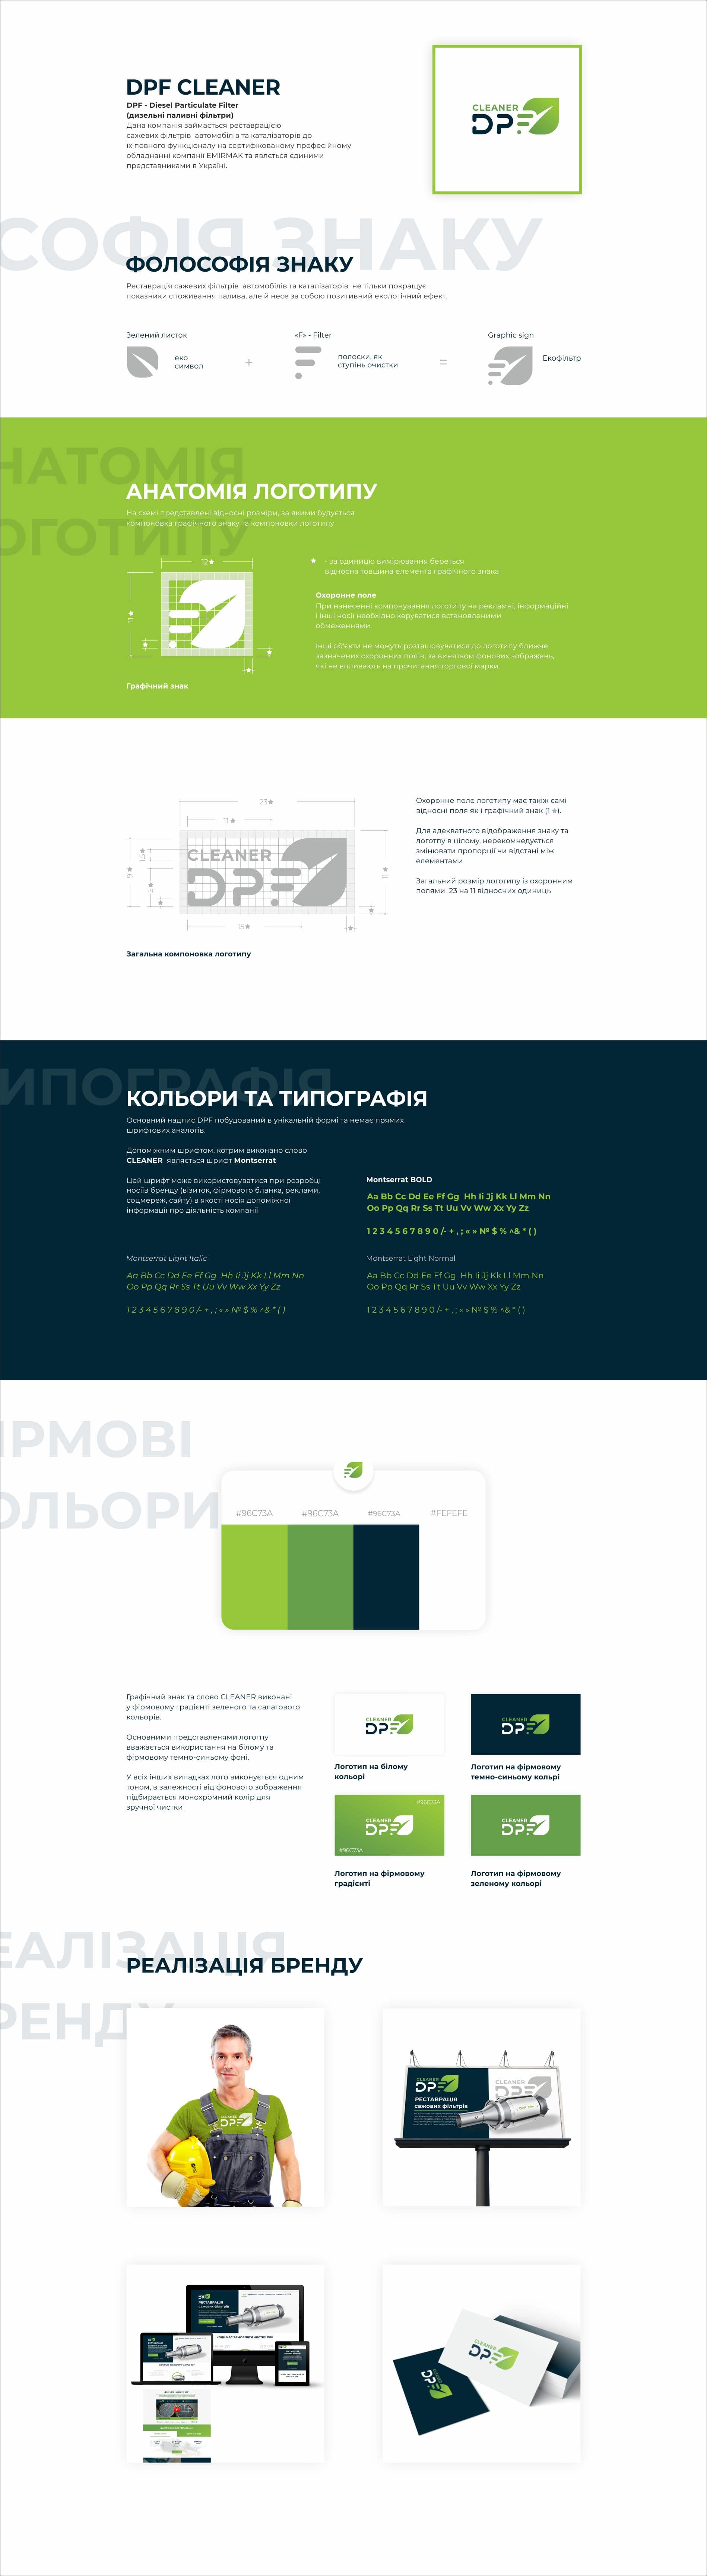 DPF CLEANER
DPF - Diesel Particulate Filter
(дизельні паливні фільтри)
Дана компанія займається реставрацією
сажевих фільтрів автомобілів та каталізаторів до
їх повного функціоналу на сертифікованому професійному
обладнанні компанії EMIRMAK та явлється єдиними
представниками в Україні.
CLEANER
DPF
СОФІЯ ЗНАКУ
ФОЛОСОФІЯ ЗНАКУ
Реставрація сажевих фільтрів автомобілів та каталізаторів не тільки покращує
показники споживання палива, але й несе за собою позитивний екологічний ефект.
Зелений листок
еко
символ
+
«F» - Filter
полоски, як
ступінь очистки
=
Graphic sign
Екофільтр
НАТОМІЯ
ОГОТИПУ
АНАТОМІЯ ЛОГОТИПУ
На схемі представлені відносні розміри, за якими будується
компоновка графічного знаку та компоновки логотипу
12★
11★
★
★
★
Графічний знак
★ - за одиницю вимірювання береться
відносна товщина елемента графічного знака
Охоронне поле
При нанесенні компонування логотипу на рекламні, інформаційні
і інші носії необхідно керуватися встановленими
обмеженнями.
Інші об'єкти не можуть розташовуватися до логотипу ближче
зазначених охоронних полів, за винятком фонових зображень,
які не впливають на прочитання торгової марки.
23★
11★
1,5★
9★
5★
★
CLEANER
DPF
11★
★
15★
★
Загальна компоновка логотипу
Охоронне поле логотипу має такіж самі
відносні поля як і графічний знак (1 ★).
Для адекватного відображення знаку та
логотпу в цілому, нерекомнедується
змінювати пропорції чи відстані між
елементами
Загальний розмір логотипу із охоронним
полями 23 на 11 відносних одиниць
ИПОГРАФІЯ
КОЛЬОРИ ТА ТИПОГРАФІЯ
Основний надпис DPF побудований в унікальній формі та немає прямих
шрифтових аналогів.
Допоміжним шрифтом, котрим виконано слово
CLEANER являється шрифт Montserrat
Цей шрифт може використовуватися при розробці
носіїв бренду (візиток, фірмового бланка, реклами,
соцмереж, сайту) в якості носія допоміжної
інформації про діяльність компанії
Montserrat BOLD
Aa Bb Cc Dd Ee Ff Gg Hh Ii Jj Kk Ll Mm Nn
Oo Pp Qq Rr Ss Tt Uu Vv Ww Xx Yy Zz
1 2 3 4 5 6 7 8 9 0 /- + , ; « » № $ % ^& * ( )
Montserrat Light Italic
Aa Bb Cc Dd Ee Ff Gg Hh Ii Jj Kk Ll Mm Nn
Oo Pp Qq Rr Ss Tt Uu Vv Ww Xx Yy Zz
1 2 3 4 5 6 7 8 9 0 /- + , ; « » № $ % ^& * ( )
Montserrat Light Normal
Aa Bb Cc Dd Ee Ff Gg Hh Ii Jj Kk Ll Mm Nn
Oo Pp Qq Rr Ss Tt Uu Vv Ww Xx Yy Zz
1 2 3 4 5 6 7 8 9 0 /- + , ; « » № $ % ^& * ( )
ІРМОВІ
ОЛЬОРИ
#96C73A #96C73A #96C73A #FEFEFE
Графічний знак та слово CLEANER виконані
у фірмовому градієнті зеленого та салатового
кольорів.
Основними представленями логотпу
вважається використання на білому та
фірмовому темно-синьому фоні.
У всіх інших випадках лого виконується одним
тоном, в залежності від фонового зображення
підбирається монохромний колір для
зручної чистки
CLEANER
DPF
Логотип на білому
кольорі
CLEANER
DPF
Логотип на фірмовому
темно-синьому кольрі
#96C73A
CLEANER
DPF
#96C73A
Логотип на фірмовому
градієнті
CLEANER
DPF
Логотип на фірмовому
зеленому кольорі
ЕАЛІЗАЦІЯ
РЕНДУ
РЕАЛІЗАЦІЯ БРЕНДУ
CLEANER
DPF
CLEANER
DPF
РЕСТАВРАЦІЯ
сажових фільтрів
CLEANER
DPF
DPF
РЕСТАВРАЦІЯ
сажових фільтрів
CLEANER
DPF
CLEANER
DPF